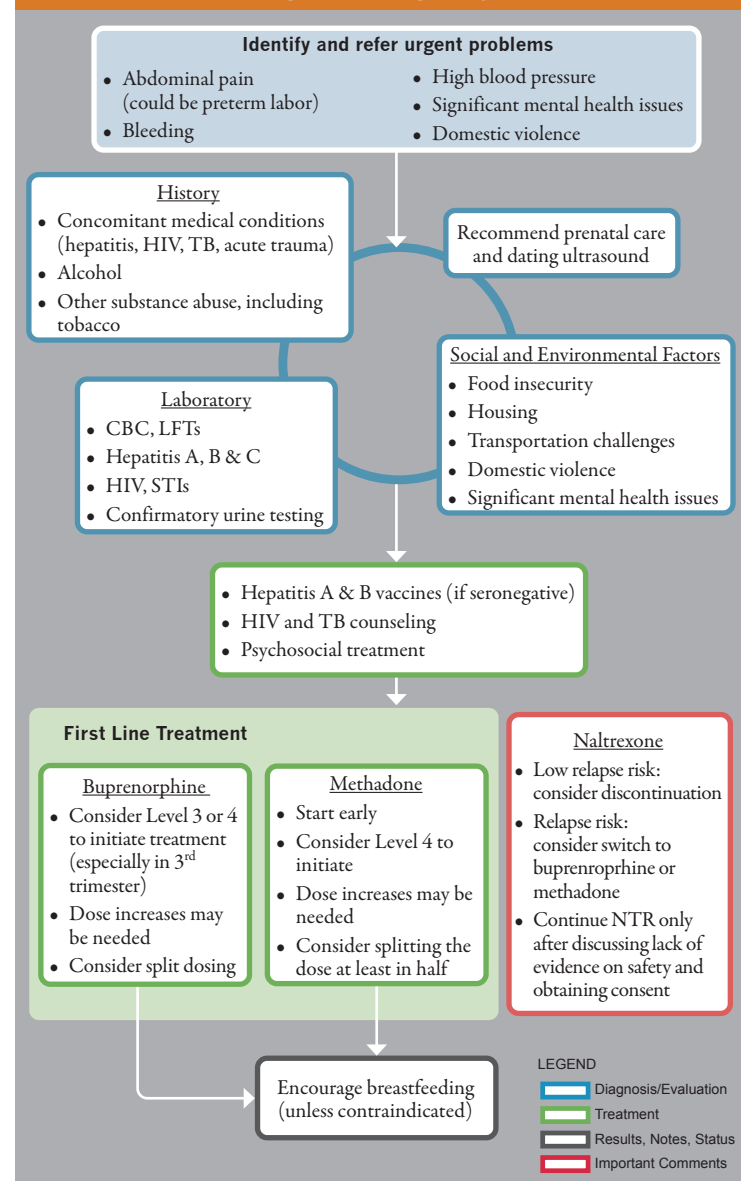 Identify and refer urgent problems
• Abdominal pain
(could be preterm labor)
• Bleeding
• High blood pressure
• Significant mental health issues
• Domestic violence
History
• Concomitant medical conditions
(hepatitis, HIV, TB, acute trauma)
• Alcohol
• Other substance abuse, including
tobacco
Recommend prenatal care
and dating ultrasound
Laboratory
• CBC, LFTs
• Hepatitis A, B & C
• HIV, STIs
• Confirmatory urine testing
Social and Environmental Factors
• Food insecurity
• Housing
• Transportation challenges
• Domestic violence
• Significant mental health issues
• Hepatitis A & B vaccines (if seronegative)
• HIV and TB counseling
• Psychosocial treatment
First Line Treatment
Buprenorphine
• Consider Level 3 or 4
to initiate treatment
(especially in 3rd
trimester)
• Dose increases may
be needed
• Consider split dosing
Methadone
• Start early
• Consider Level 4 to
initiate
• Dose increases may be
needed
• Consider splitting the
dose at least in half
Naltrexone
• Low relapse risk:
consider discontinuation
• Relapse risk:
consider switch to
buprenroprhine or
methadone
• Continue NTR only
after discussing lack of
evidence on safety and
obtaining consent
Encourage breastfeeding
(unless contraindicated)
LEGEND
Diagnosis/Evaluation
Treatment
Results, Notes, Status
Important Comments